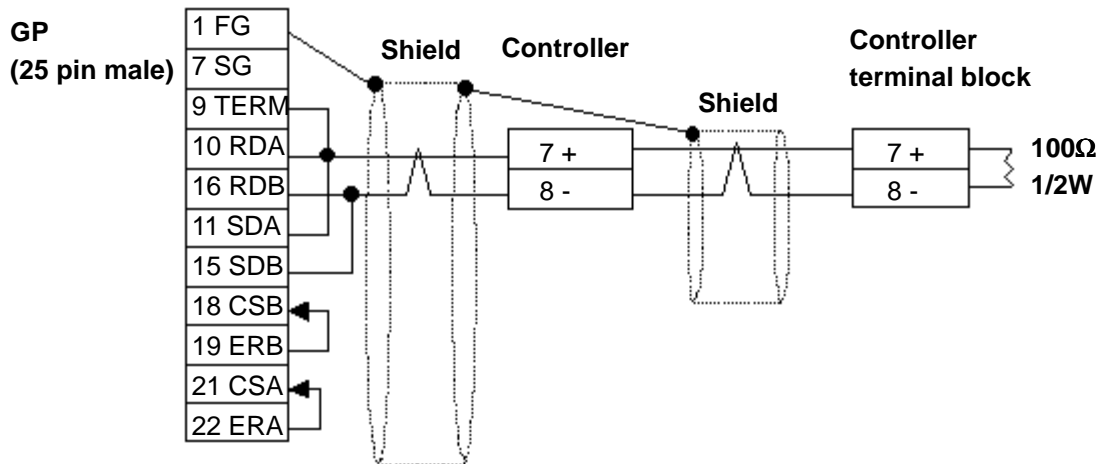 GP
(25 pin male)
1 FG
7 SG
9 TERM
10 RDA
16 RDB
11 SDA
15 SDB
18 CSB
19 ERB
21 CSA
22 ERA
Shield
Controller
7 +
8 -
Shield
Controller
terminal block
7 +
8 -
100Ω
1/2W